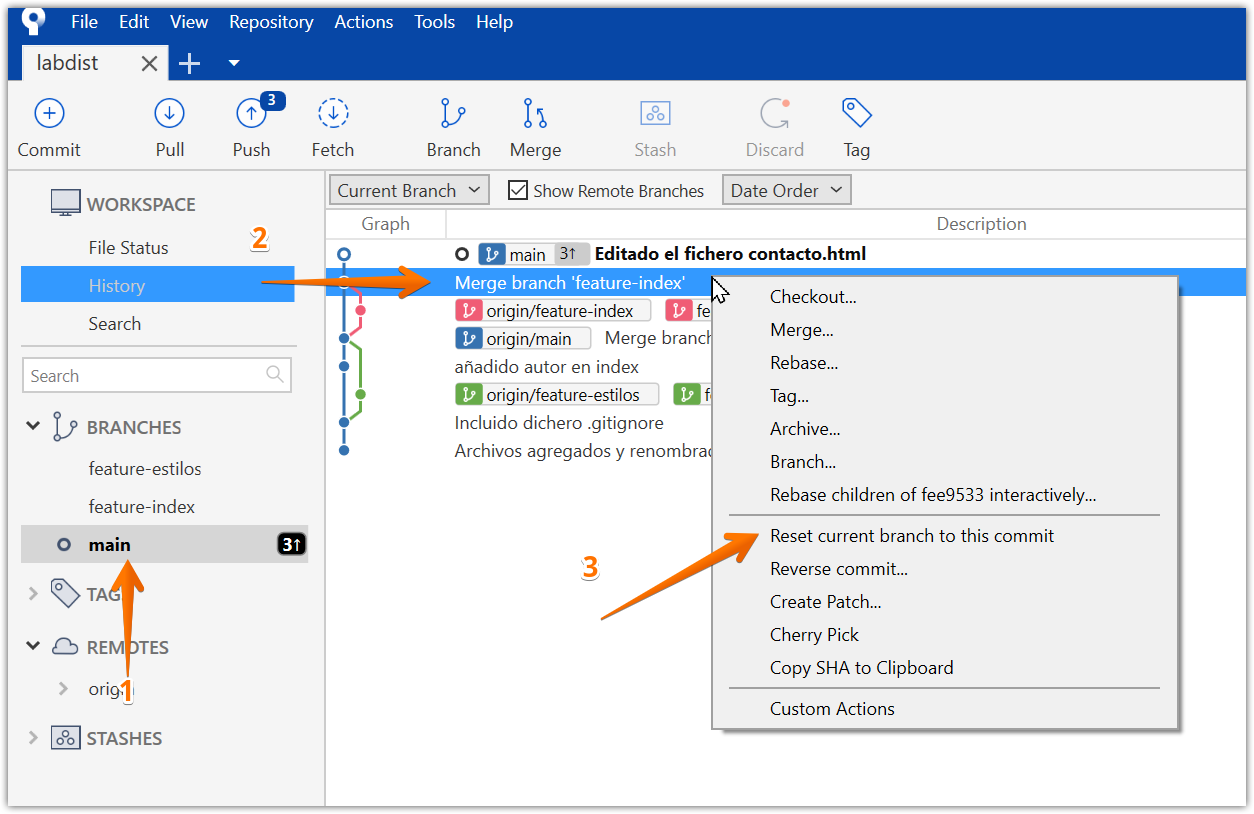 File Edit View Repository Actions Tools Help
labdist
3
Commit Pull Push Fetch Branch Merge Stash Discard Tag
WORKSPACE
File Status
2
History
Search
Search
BRANCHES
feature-estilos
feature-index
main 3↑
TAG
REMOTES
orig
1
STASHES
Current Branch Show Remote Branches Date Order
Graph Description
main 3↑ Editado el fichero contacto.html
Merge branch 'feature-index'
origin/feature-index fe
origin/main Merge branch
añadido autor en index
origin/feature-estilos f
Incluido dichero .gitignore
Archivos agregados y renombrad
Checkout...
Merge...
Rebase...
Tag...
Archive...
Branch...
Rebase children of fee9533 interactively...
3
Reset current branch to this commit
Reverse commit...
Create Patch...
Cherry Pick
Copy SHA to Clipboard
Custom Actions